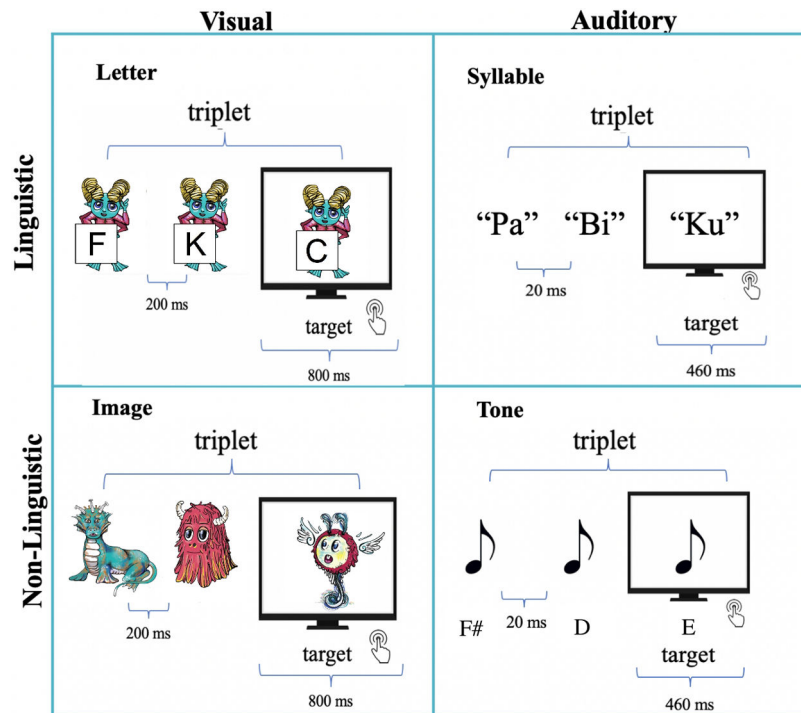 Visual
Auditory
Linguistic
Letter
triplet
F
K
C
200 ms
target
800 ms
Syllable
triplet
“Pa”
“Bi”
“Ku”
20 ms
target
460 ms
Non-Linguistic
Image
triplet
200 ms
target
800 ms
Tone
triplet
F#
20 ms
D
E
target
460 ms